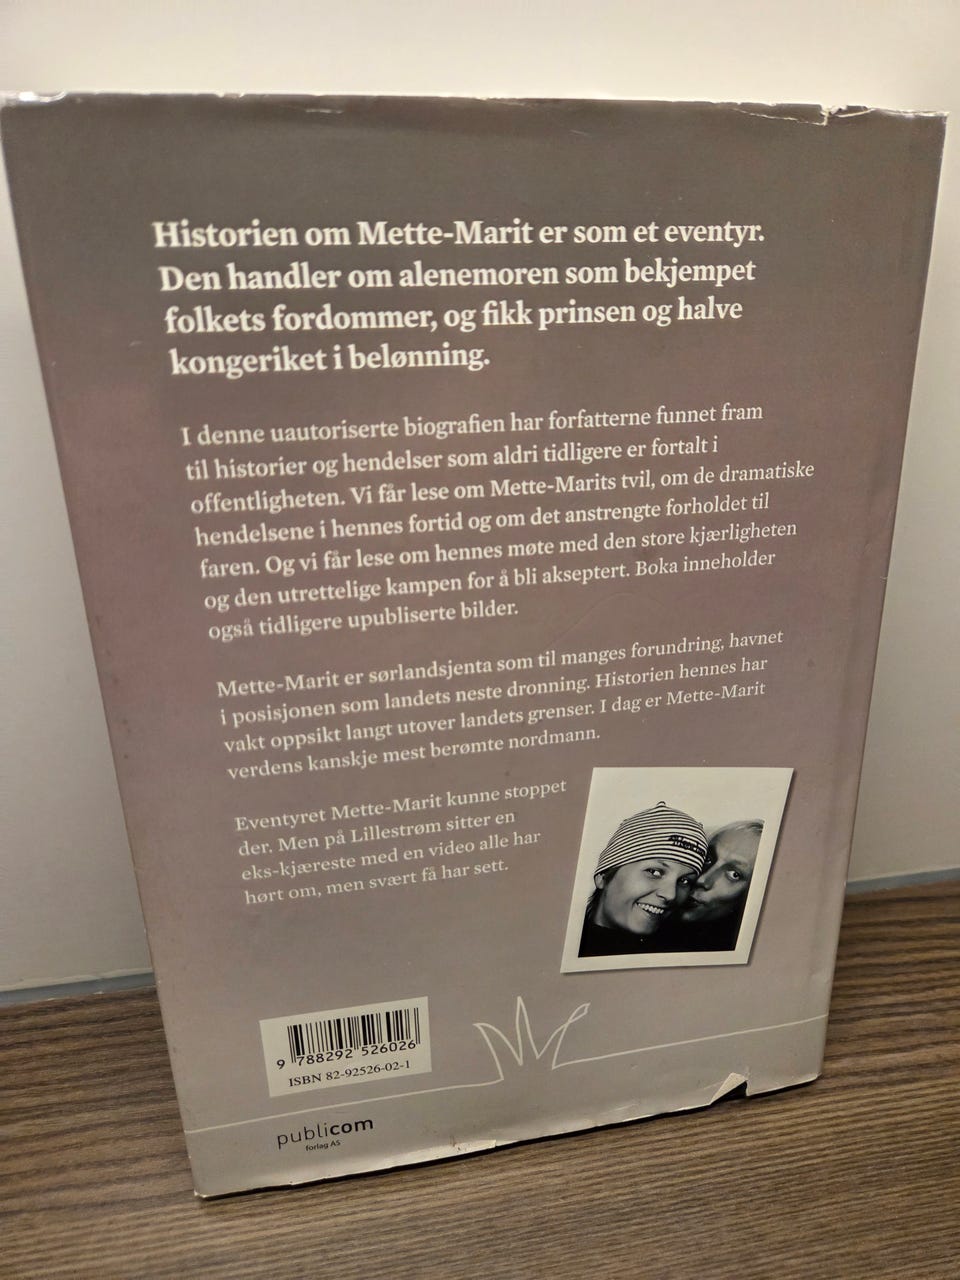 Historien om Mette-Marit er som et eventyr.
Den handler om alenemoren som bekjempet
folkets fordommer, og fikk prinsen og halve
kongeriket i belønning.
I denne uautoriserte biografien har forfatterne funnet fram
til historier og hendelser som aldri tidligere er fortalt i
offentligheten. Vi får lese om Mette-Marits tvil, om de dramatiske
hendelsene i hennes fortid og om det anstrengte forholdet til
faren. Og vi får lese om hennes møte med den store kjærligheten
og den utrettelige kampen for å bli akseptert. Boka inneholder
også tidligere upubliserte bilder.
Mette-Marit er sørlandsjenta som til manges forundring, havnet
i posisjonen som landets neste dronning. Historien hennes har
vakt oppsikt langt utover landets grenser. I dag er Mette-Marit
verdens kanskje mest berømte nordmann.
Eventyret Mette-Marit kunne stoppet
der. Men på Lillestrøm sitter en
eks-kjæreste med en video alle har
hørt om, men svært få har sett.
9 788292 526026
ISBN 82-92526-02-1
publicom
forlag AS